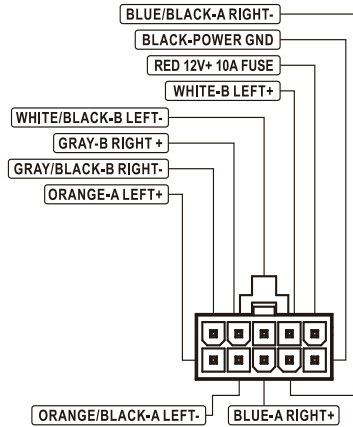 BLUE/BLACK-A RIGHT-
BLACK-POWER GND
RED 12V+ 10A FUSE
WHITE-B LEFT+
WHITE/BLACK-B LEFT-
GRAY-B RIGHT +
GRAY/BLACK-B RIGHT-
ORANGE-A LEFT+
ORANGE/BLACK-A LEFT-
BLUE-A RIGHT+